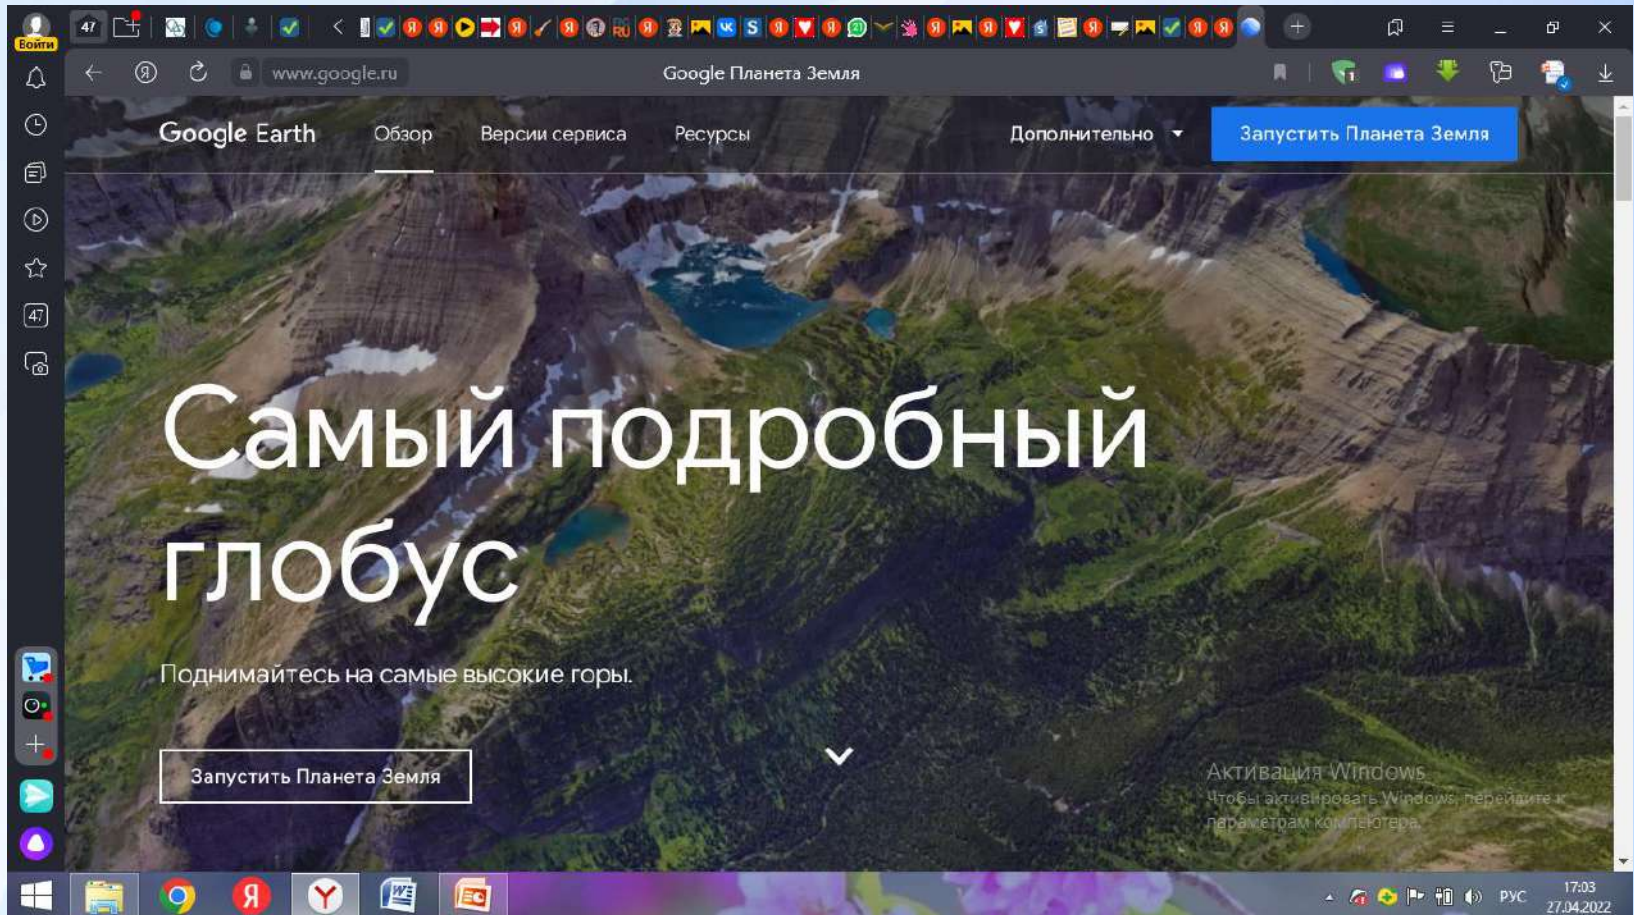 47
www.google.ru
Google Планета Земля
1
Войти
47
Google Earth
Обзор
Версии сервиса
Ресурсы
Дополнительно
Запустить Планета Земля
Самый подробный
глобус
Поднимайтесь на самые высокие горы.
Запустить Планета Земля
Активация Windows
Чтобы активировать Windows, перейдите к
параметрам компьютера.
РУС
17:03
27.04.2022